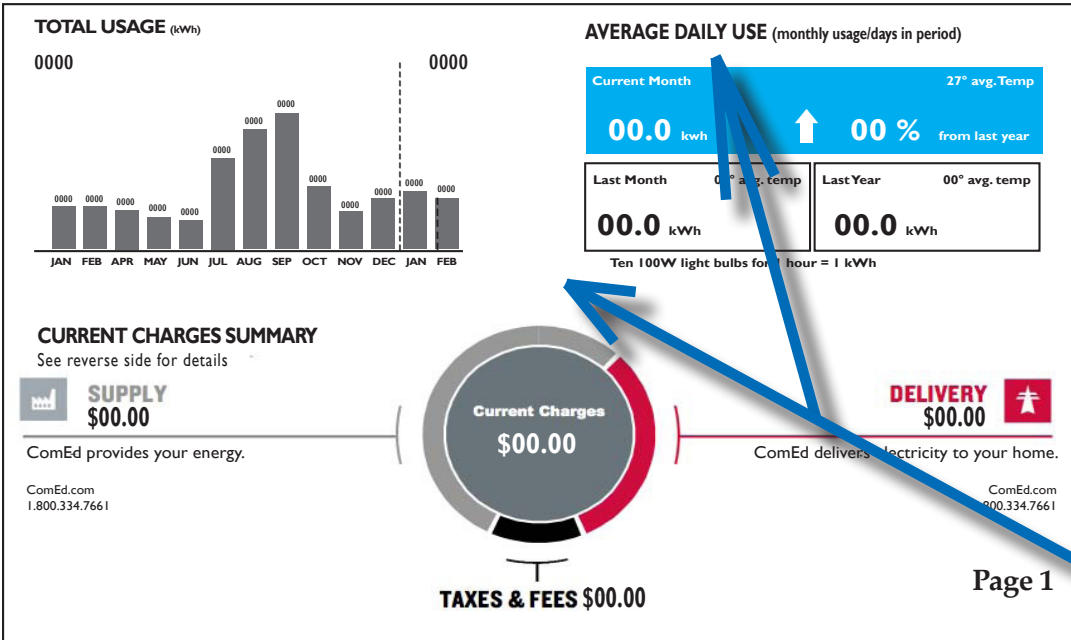 TOTAL USAGE (kWh)
0000 0000
0000 0000 0000 0000 0000 0000 0000 0000 0000 0000 0000 0000 0000
JAN FEB APR MAY JUN JUL AUG SEP OCT NOV DEC JAN FEB
AVERAGE DAILY USE (monthly usage/days in period)
Current Month 27° avg. Temp
00.0 kwh 00 % from last year
Last Month avg. temp
00.0 kWh
Last Year 00° avg. temp
00.0 kWh
Ten 100W light bulbs for 1 hour = 1 kWh
CURRENT CHARGES SUMMARY
See reverse side for details
SUPPLY
$00.00
ComEd provides your energy.
ComEd.com
1.800.334.7661
Current Charges
$00.00
DELIVERY
$00.00
ComEd delivers electricity to your home.
ComEd.com
800.334.7661
TAXES & FEES $00.00
Page 1